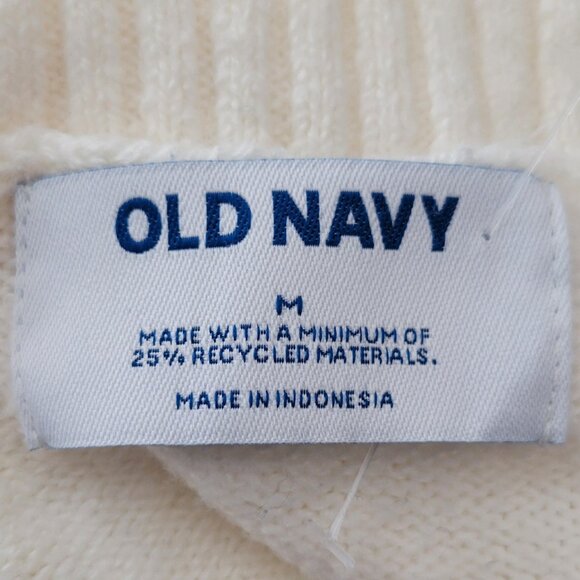 OLD NAVY
M
MADE WITH A MINIMUM OF
25% RECYCLED MATERIALS.
MADE IN INDONESIA